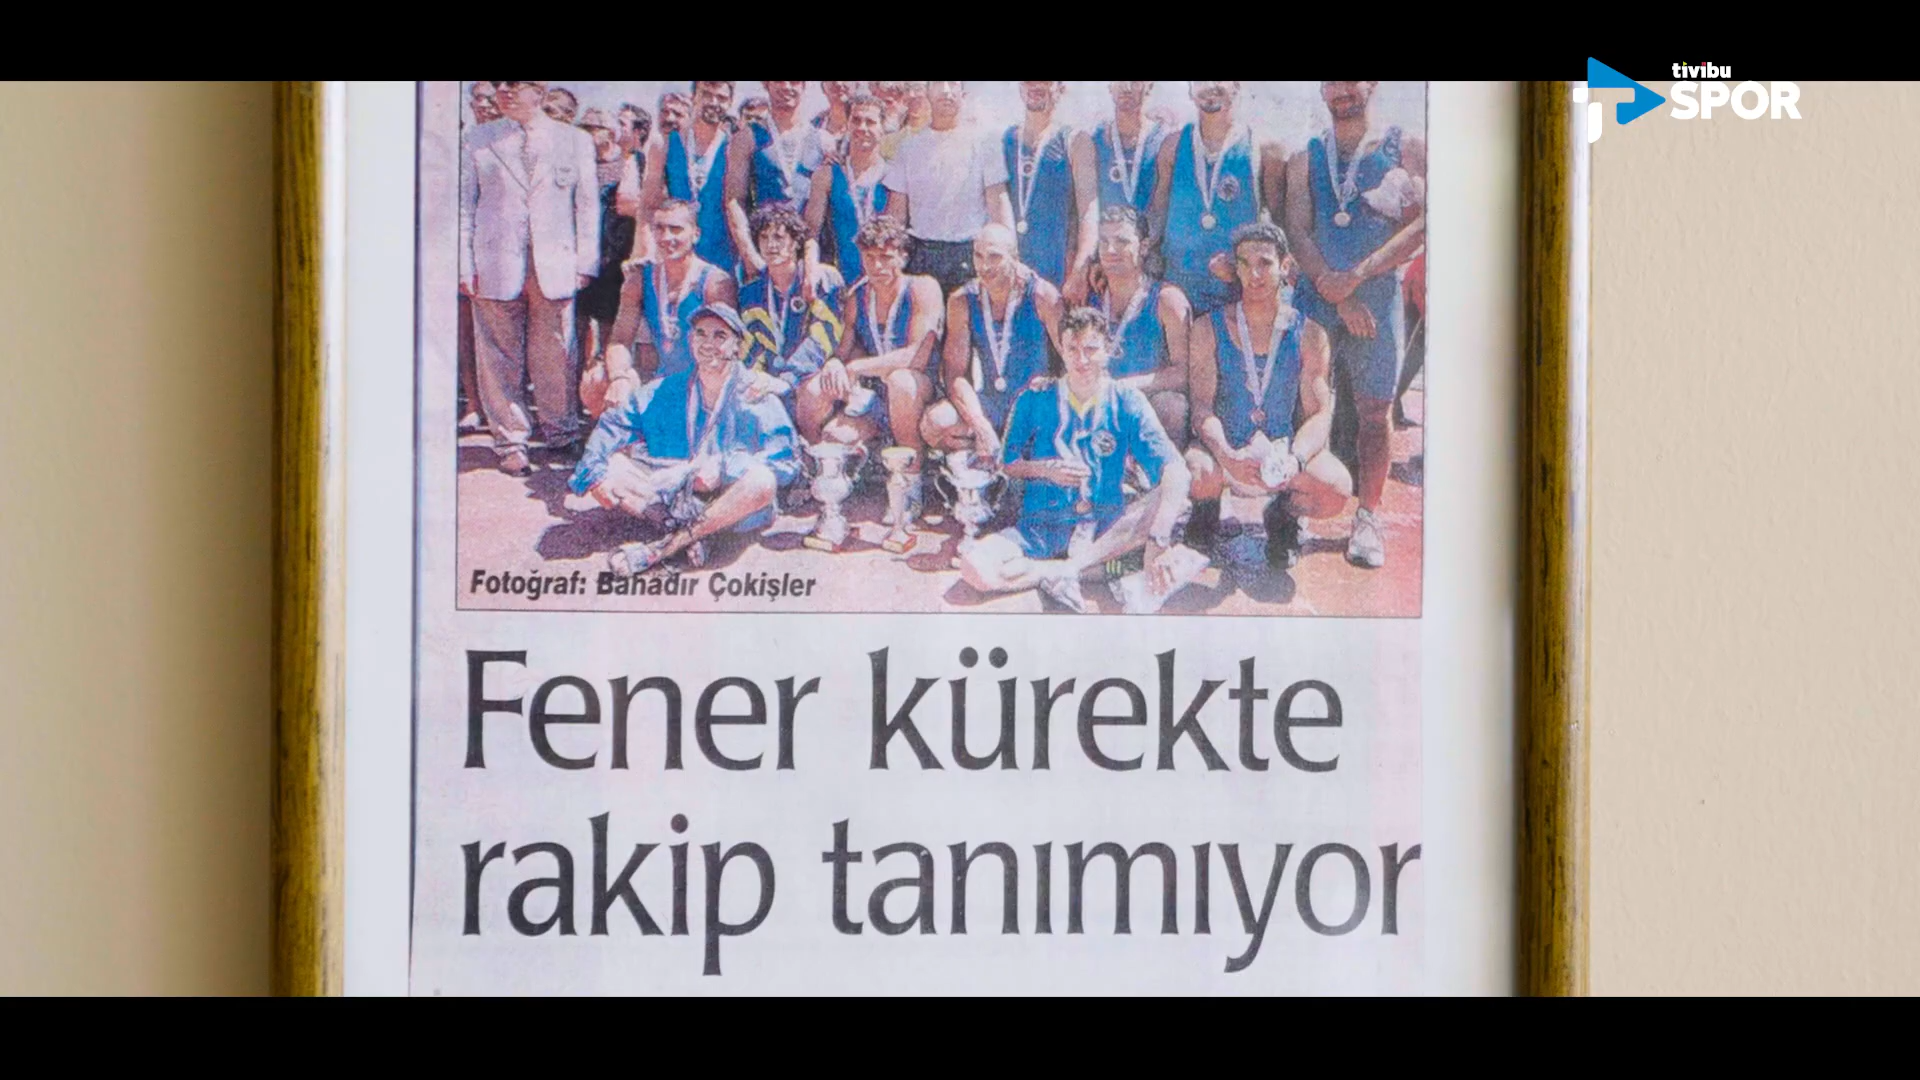 tivibu
SPOR
Fotoğraf: Bahadır Çokişler
Fener kürekte
rakip tanımıyor